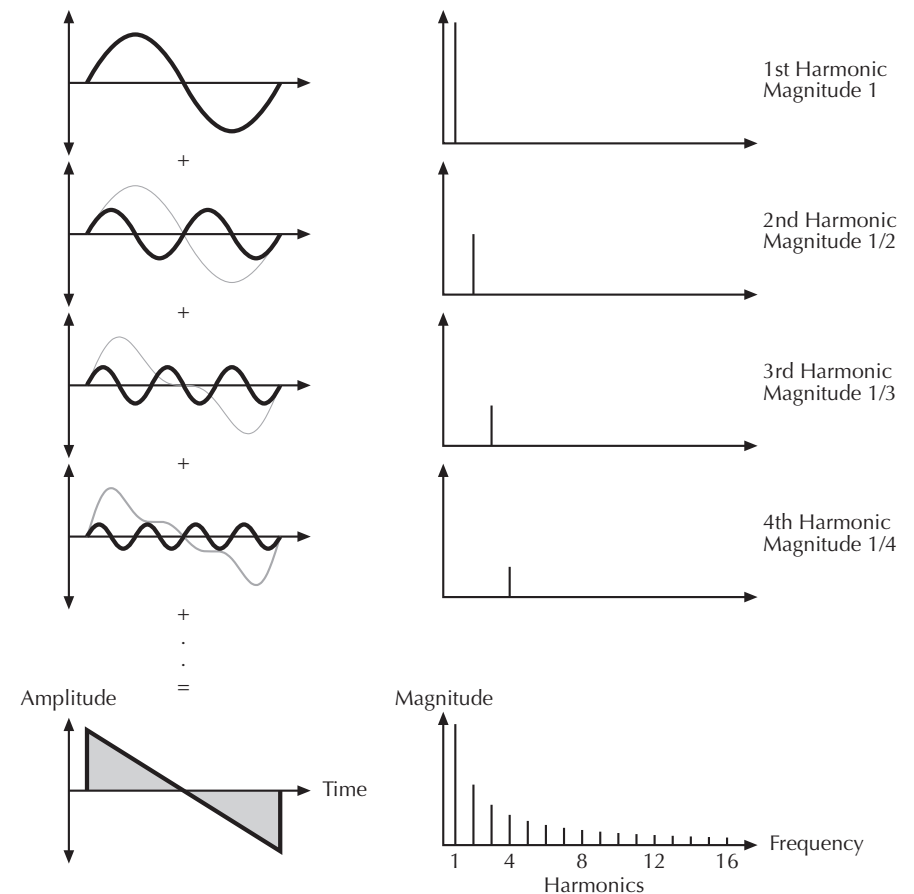 1st Harmonic
Magnitude 1
+
2nd Harmonic
Magnitude 1/2
+
3rd Harmonic
Magnitude 1/3
+
4th Harmonic
Magnitude 1/4
+
.
.
=
Amplitude
Time
Magnitude
Frequency
1 4 8 12 16
Harmonics